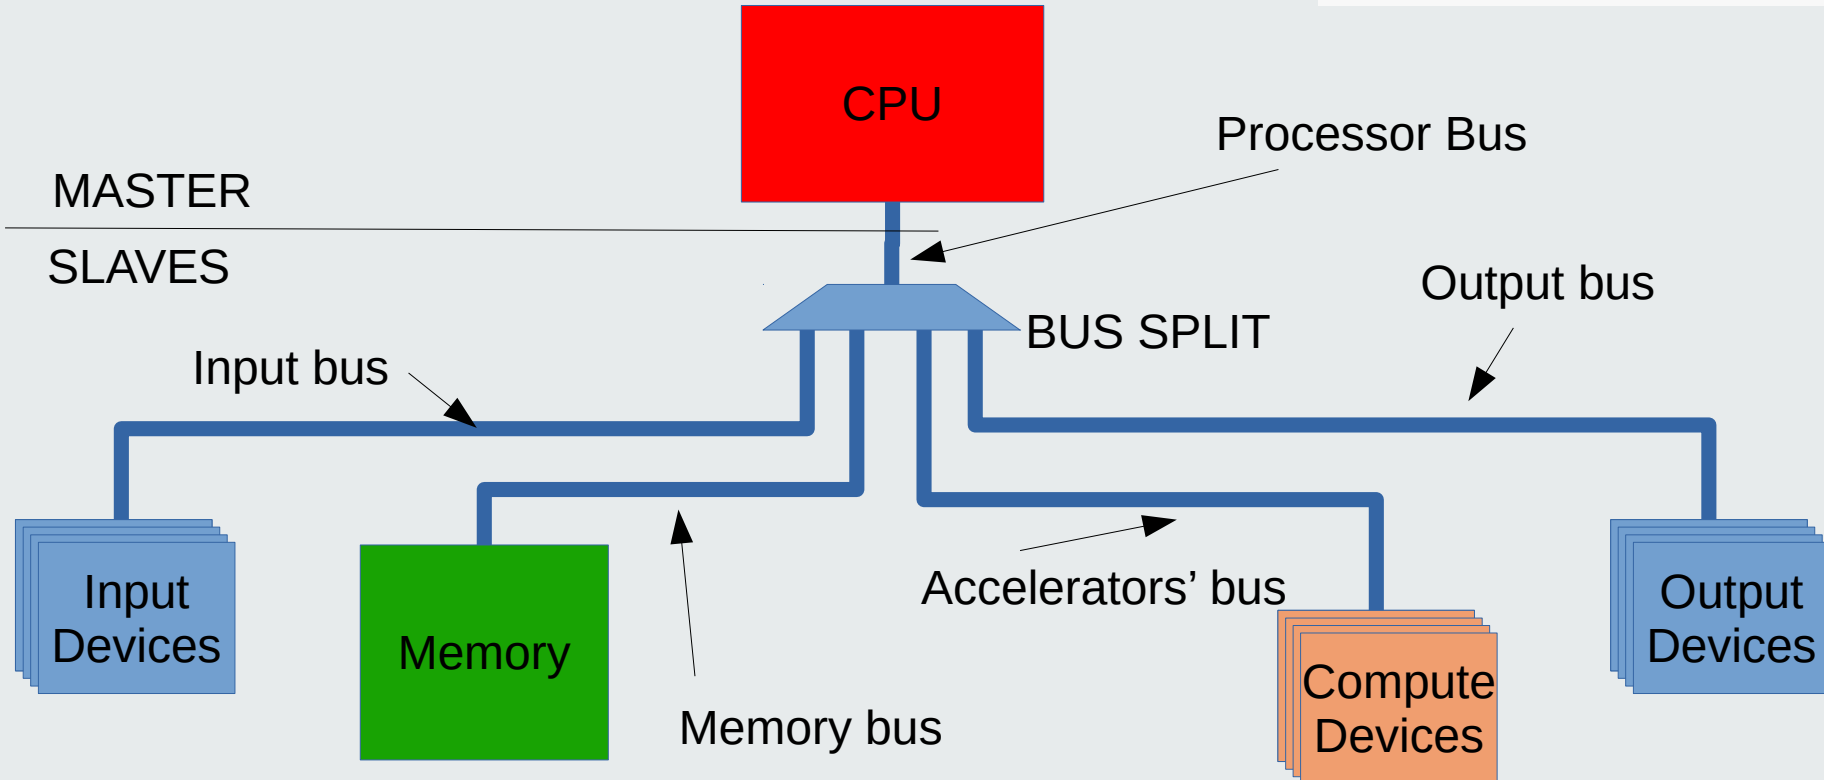 CPU
Processor Bus
MASTER
SLAVES
Output bus
BUS SPLIT
Input bus
Input
Devices
Memory
Accelerators’ bus
Output
Devices
Compute
Devices
Memory bus